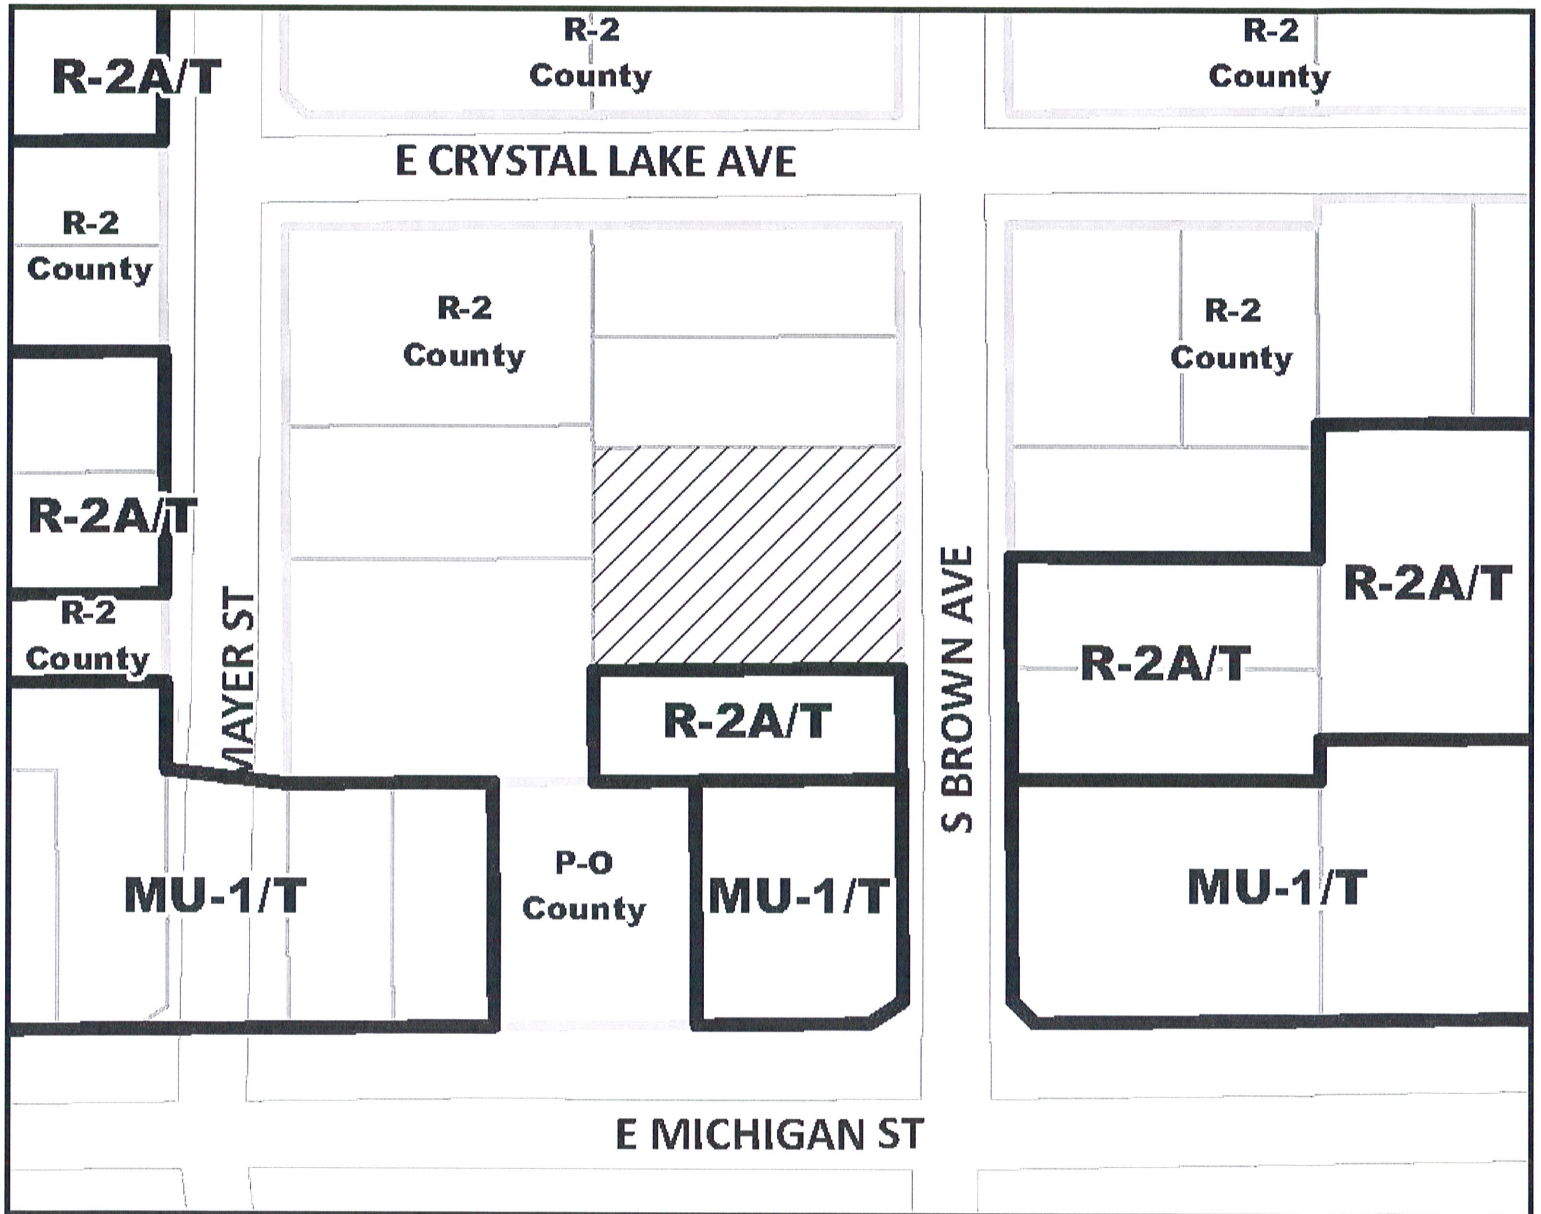 R-2
County
R-2
County
R-2A/T
E CRYSTAL LAKE AVE
R-2
County
R-2
County
R-2
County
R-2A/T
R-2A/T
R-2
County
MAYER ST
R-2A/T
R-2A/T
S BROWN AVE
P-O
County
MU-1/T
MU-1/T
MU-1/T
E MICHIGAN ST